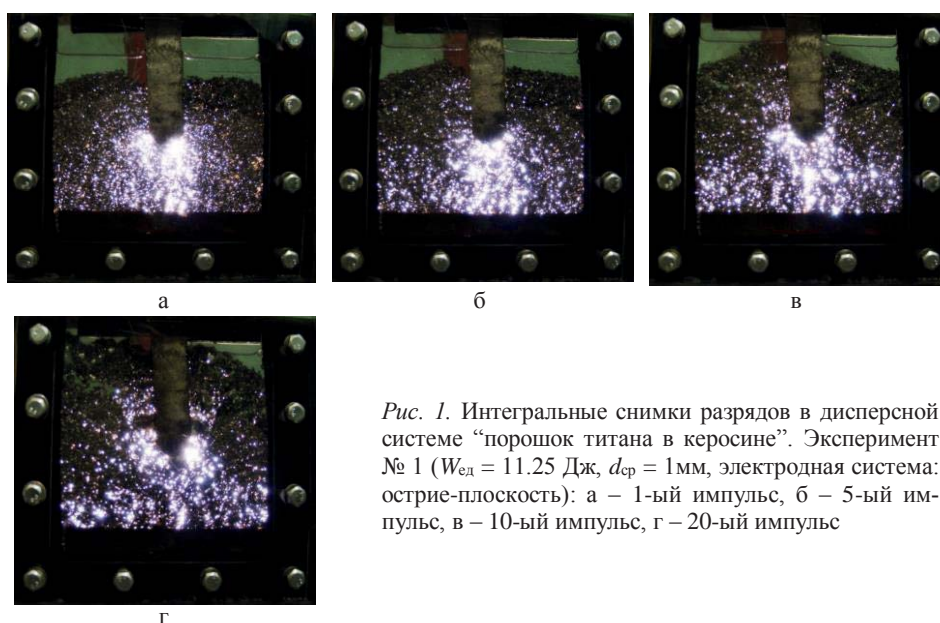 а
б
в
г
Рис. 1. Интегральные снимки разрядов в дисперсной
системе “порошок титана в керосине”. Эксперимент
№ 1 (Wед = 11.25 Дж, dср = 1мм, электродная система:
острие-плоскость): а – 1-ый импульс, б – 5-ый им-
пульс, в – 10-ый импульс, г – 20-ый импульс